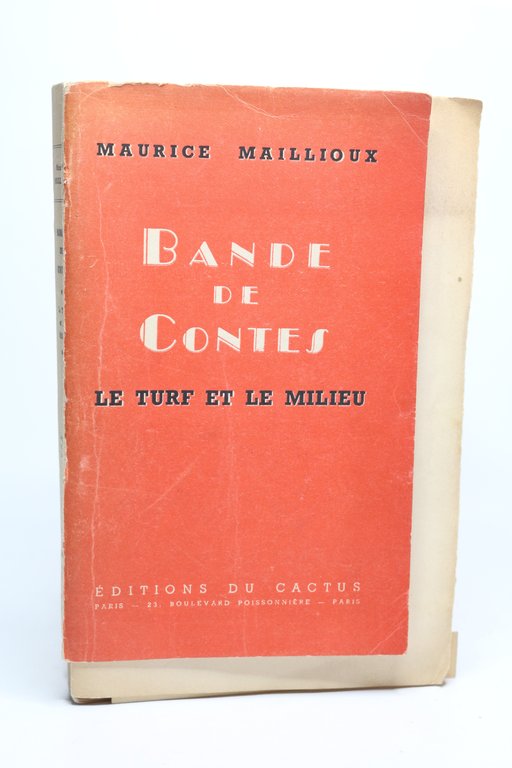 MAURICE MAILLIOUX
BANDE
DE
CONTES
LE TURF ET LE MILIEU
ÉDITIONS DU CACTUS
PARIS — 23, BOULEVARD POISSONNIÈRE — PARIS